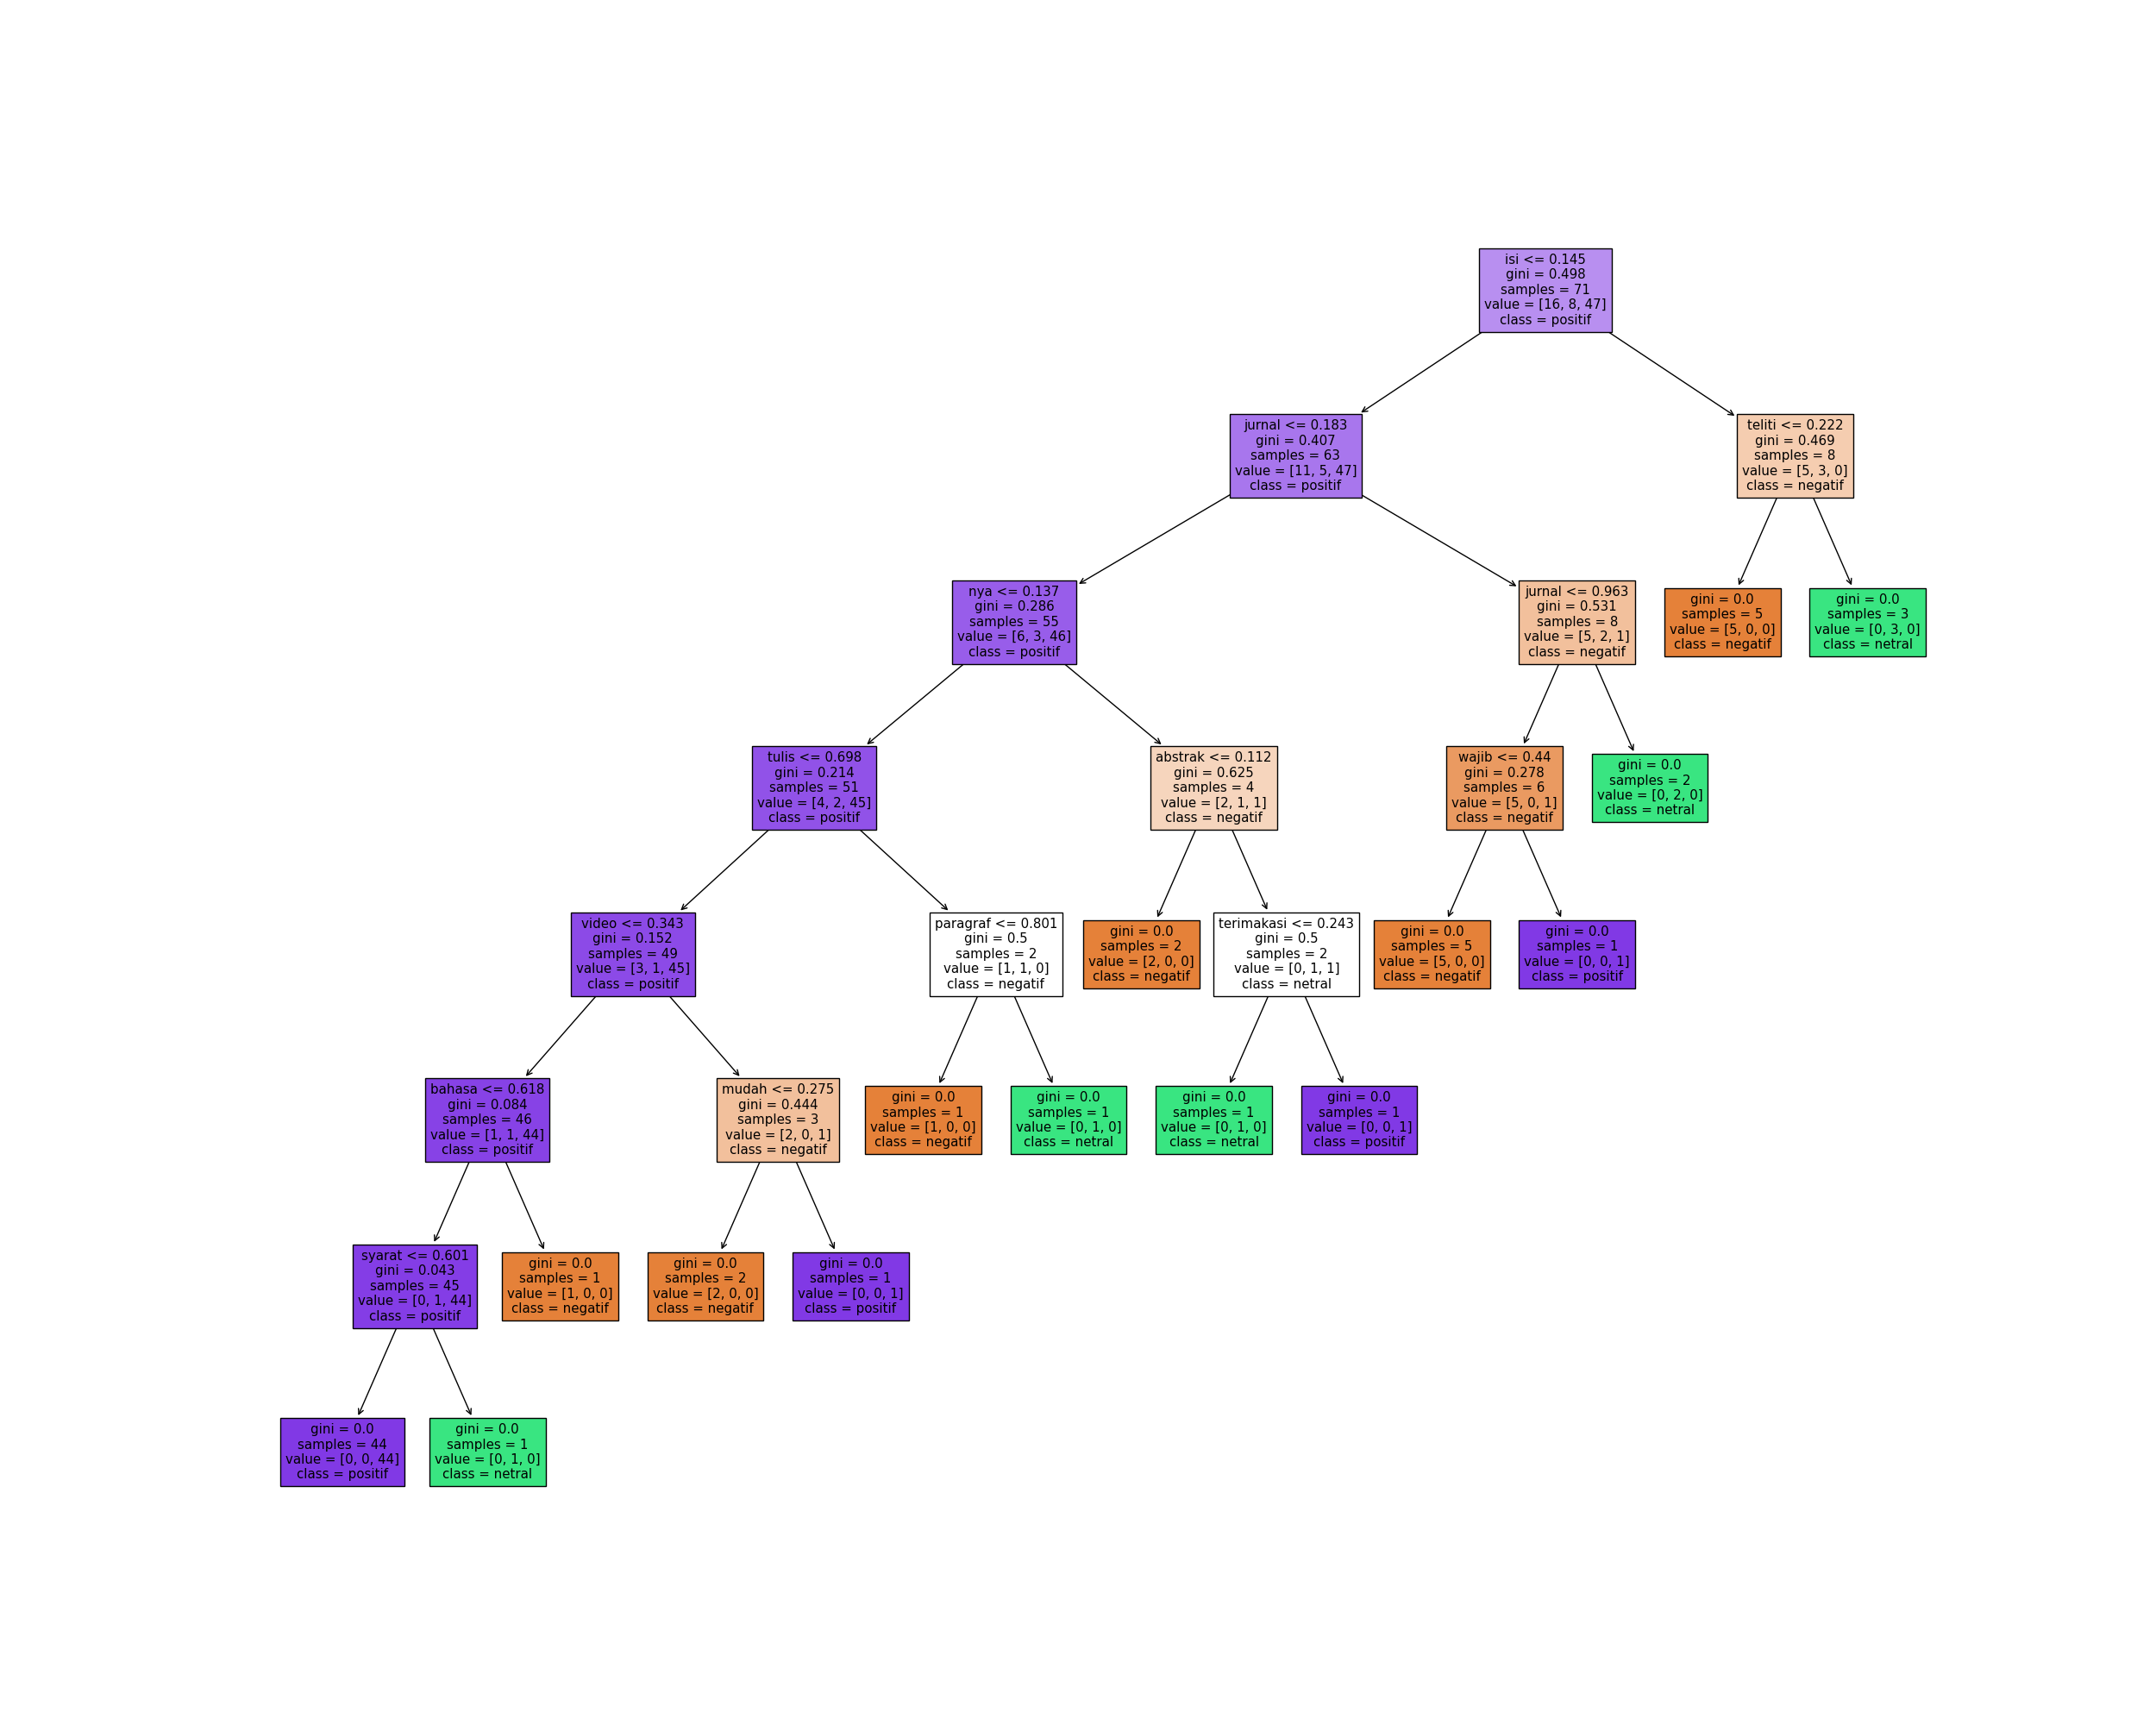 isi <= 0.145
gini = 0.498
samples = 71
value = [16, 8, 47]
class = positif
jurnal <= 0.183
gini = 0.407
samples = 63
value = [11, 5, 47]
class = positif
teliti <= 0.222
gini = 0.469
samples = 8
value = [5, 3, 0]
class = negatif
nya <= 0.137
gini = 0.286
samples = 55
value = [6, 3, 46]
class = positif
jurnal <= 0.963
gini = 0.531
samples = 8
value = [5, 2, 1]
class = negatif
gini = 0.0
samples = 5
value = [5, 0, 0]
class = negatif
gini = 0.0
samples = 3
value = [0, 3, 0]
class = netral
tulis <= 0.698
gini = 0.214
samples = 51
value = [4, 2, 45]
class = positif
abstrak <= 0.112
gini = 0.625
samples = 4
value = [2, 1, 1]
class = negatif
wajib <= 0.44
gini = 0.278
samples = 6
value = [5, 0, 1]
class = negatif
gini = 0.0
samples = 2
value = [0, 2, 0]
class = netral
video <= 0.343
gini = 0.152
samples = 49
value = [3, 1, 45]
class = positif
paragraf <= 0.801
gini = 0.5
samples = 2
value = [1, 1, 0]
class = negatif
gini = 0.0
samples = 2
value = [2, 0, 0]
class = negatif
terimakasi <= 0.243
gini = 0.5
samples = 2
value = [0, 1, 1]
class = netral
gini = 0.0
samples = 5
value = [5, 0, 0]
class = negatif
gini = 0.0
samples = 1
value = [0, 0, 1]
class = positif
bahasa <= 0.618
gini = 0.084
samples = 46
value = [1, 1, 44]
class = positif
mudah <= 0.275
gini = 0.444
samples = 3
value = [2, 0, 1]
class = negatif
gini = 0.0
samples = 1
value = [1, 0, 0]
class = negatif
gini = 0.0
samples = 1
value = [0, 1, 0]
class = netral
gini = 0.0
samples = 1
value = [0, 1, 0]
class = netral
gini = 0.0
samples = 1
value = [0, 0, 1]
class = positif
syarat <= 0.601
gini = 0.043
samples = 45
value = [0, 1, 44]
class = positif
gini = 0.0
samples = 1
value = [1, 0, 0]
class = negatif
gini = 0.0
samples = 2
value = [2, 0, 0]
class = negatif
gini = 0.0
samples = 1
value = [0, 0, 1]
class = positif
gini = 0.0
samples = 44
value = [0, 0, 44]
class = positif
gini = 0.0
samples = 1
value = [0, 1, 0]
class = netral